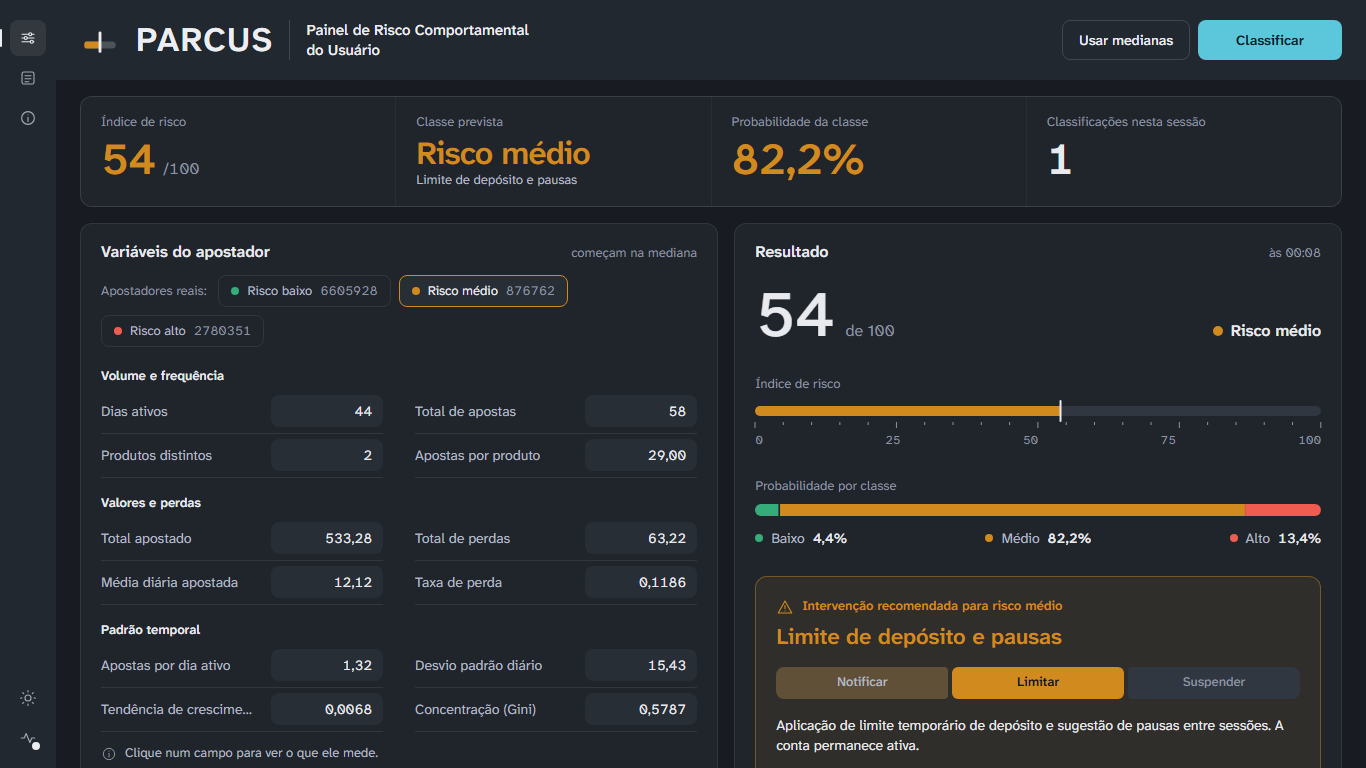 PARCUS
Painel de Risco Comportamental
do Usuário
Usar medianas
Classificar
Índice de risco
54 /100
Classe prevista
Risco médio
Limite de depósito e pausas
Probabilidade da classe
82,2%
Classificações nesta sessão
1
Variáveis do apostador
começam na mediana
Apostadores reais:
Risco baixo 6605928
Risco médio 876762
Risco alto 2780351
Volume e frequência
Dias ativos 44
Total de apostas 58
Produtos distintos 2
Apostas por produto 29,00
Valores e perdas
Total apostado 533,28
Total de perdas 63,22
Média diária apostada 12,12
Taxa de perda 0,1186
Padrão temporal
Apostas por dia ativo 1,32
Desvio padrão diário 15,43
Tendência de crescime... 0,0068
Concentração (Gini) 0,5787
Clique num campo para ver o que ele mede.
Resultado
às 00:08
54 de 100
Risco médio
Índice de risco
0 25 50 75 100
Probabilidade por classe
Baixo 4,4%
Médio 82,2%
Alto 13,4%
Intervenção recomendada para risco médio
Limite de depósito e pausas
Notificar
Limitar
Suspender
Aplicação de limite temporário de depósito e sugestão de pausas entre sessões. A
conta permanece ativa.